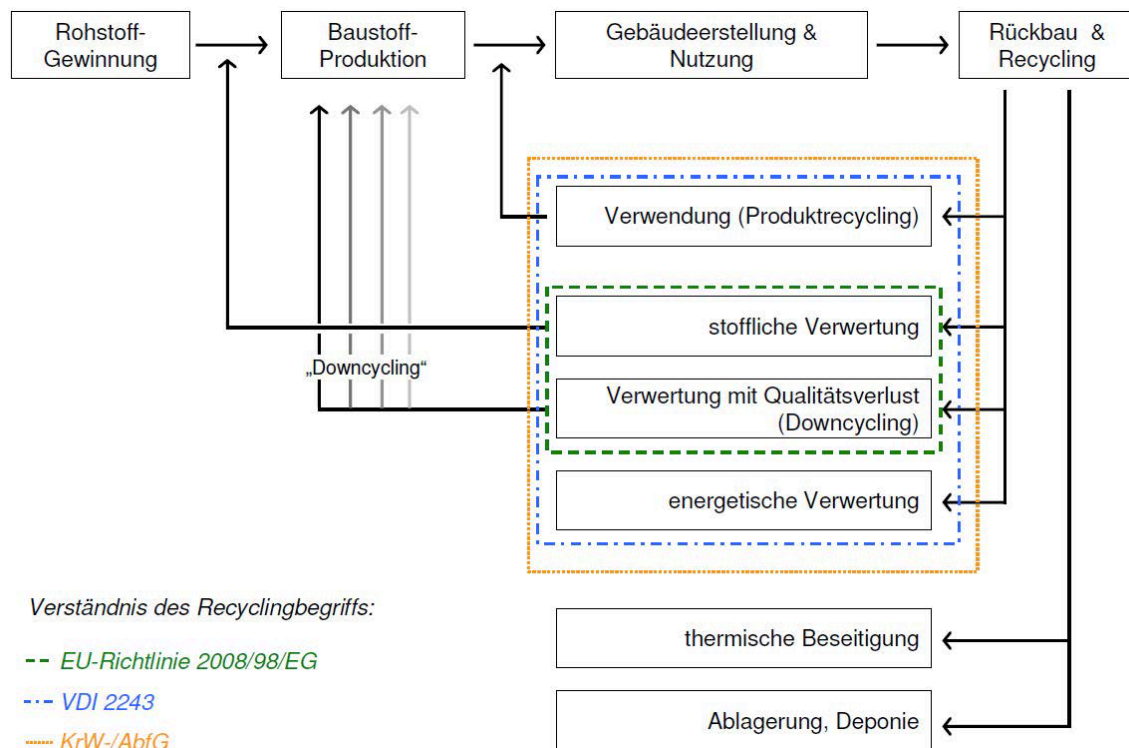 Rohstoff-
Gewinnung
Baustoff-
Produktion
Gebäudeerstellung &
Nutzung
Rückbau &
Recycling
Verwendung (Produktrecycling)
stoffliche Verwertung
„Downcycling“
Verwertung mit Qualitätsverlust
(Downcycling)
energetische Verwertung
Verständnis des Recyclingbegriffs:
EU-Richtlinie 2008/98/EG
VDI 2243
KrW-/AbfG
thermische Beseitigung
Ablagerung, Deponie